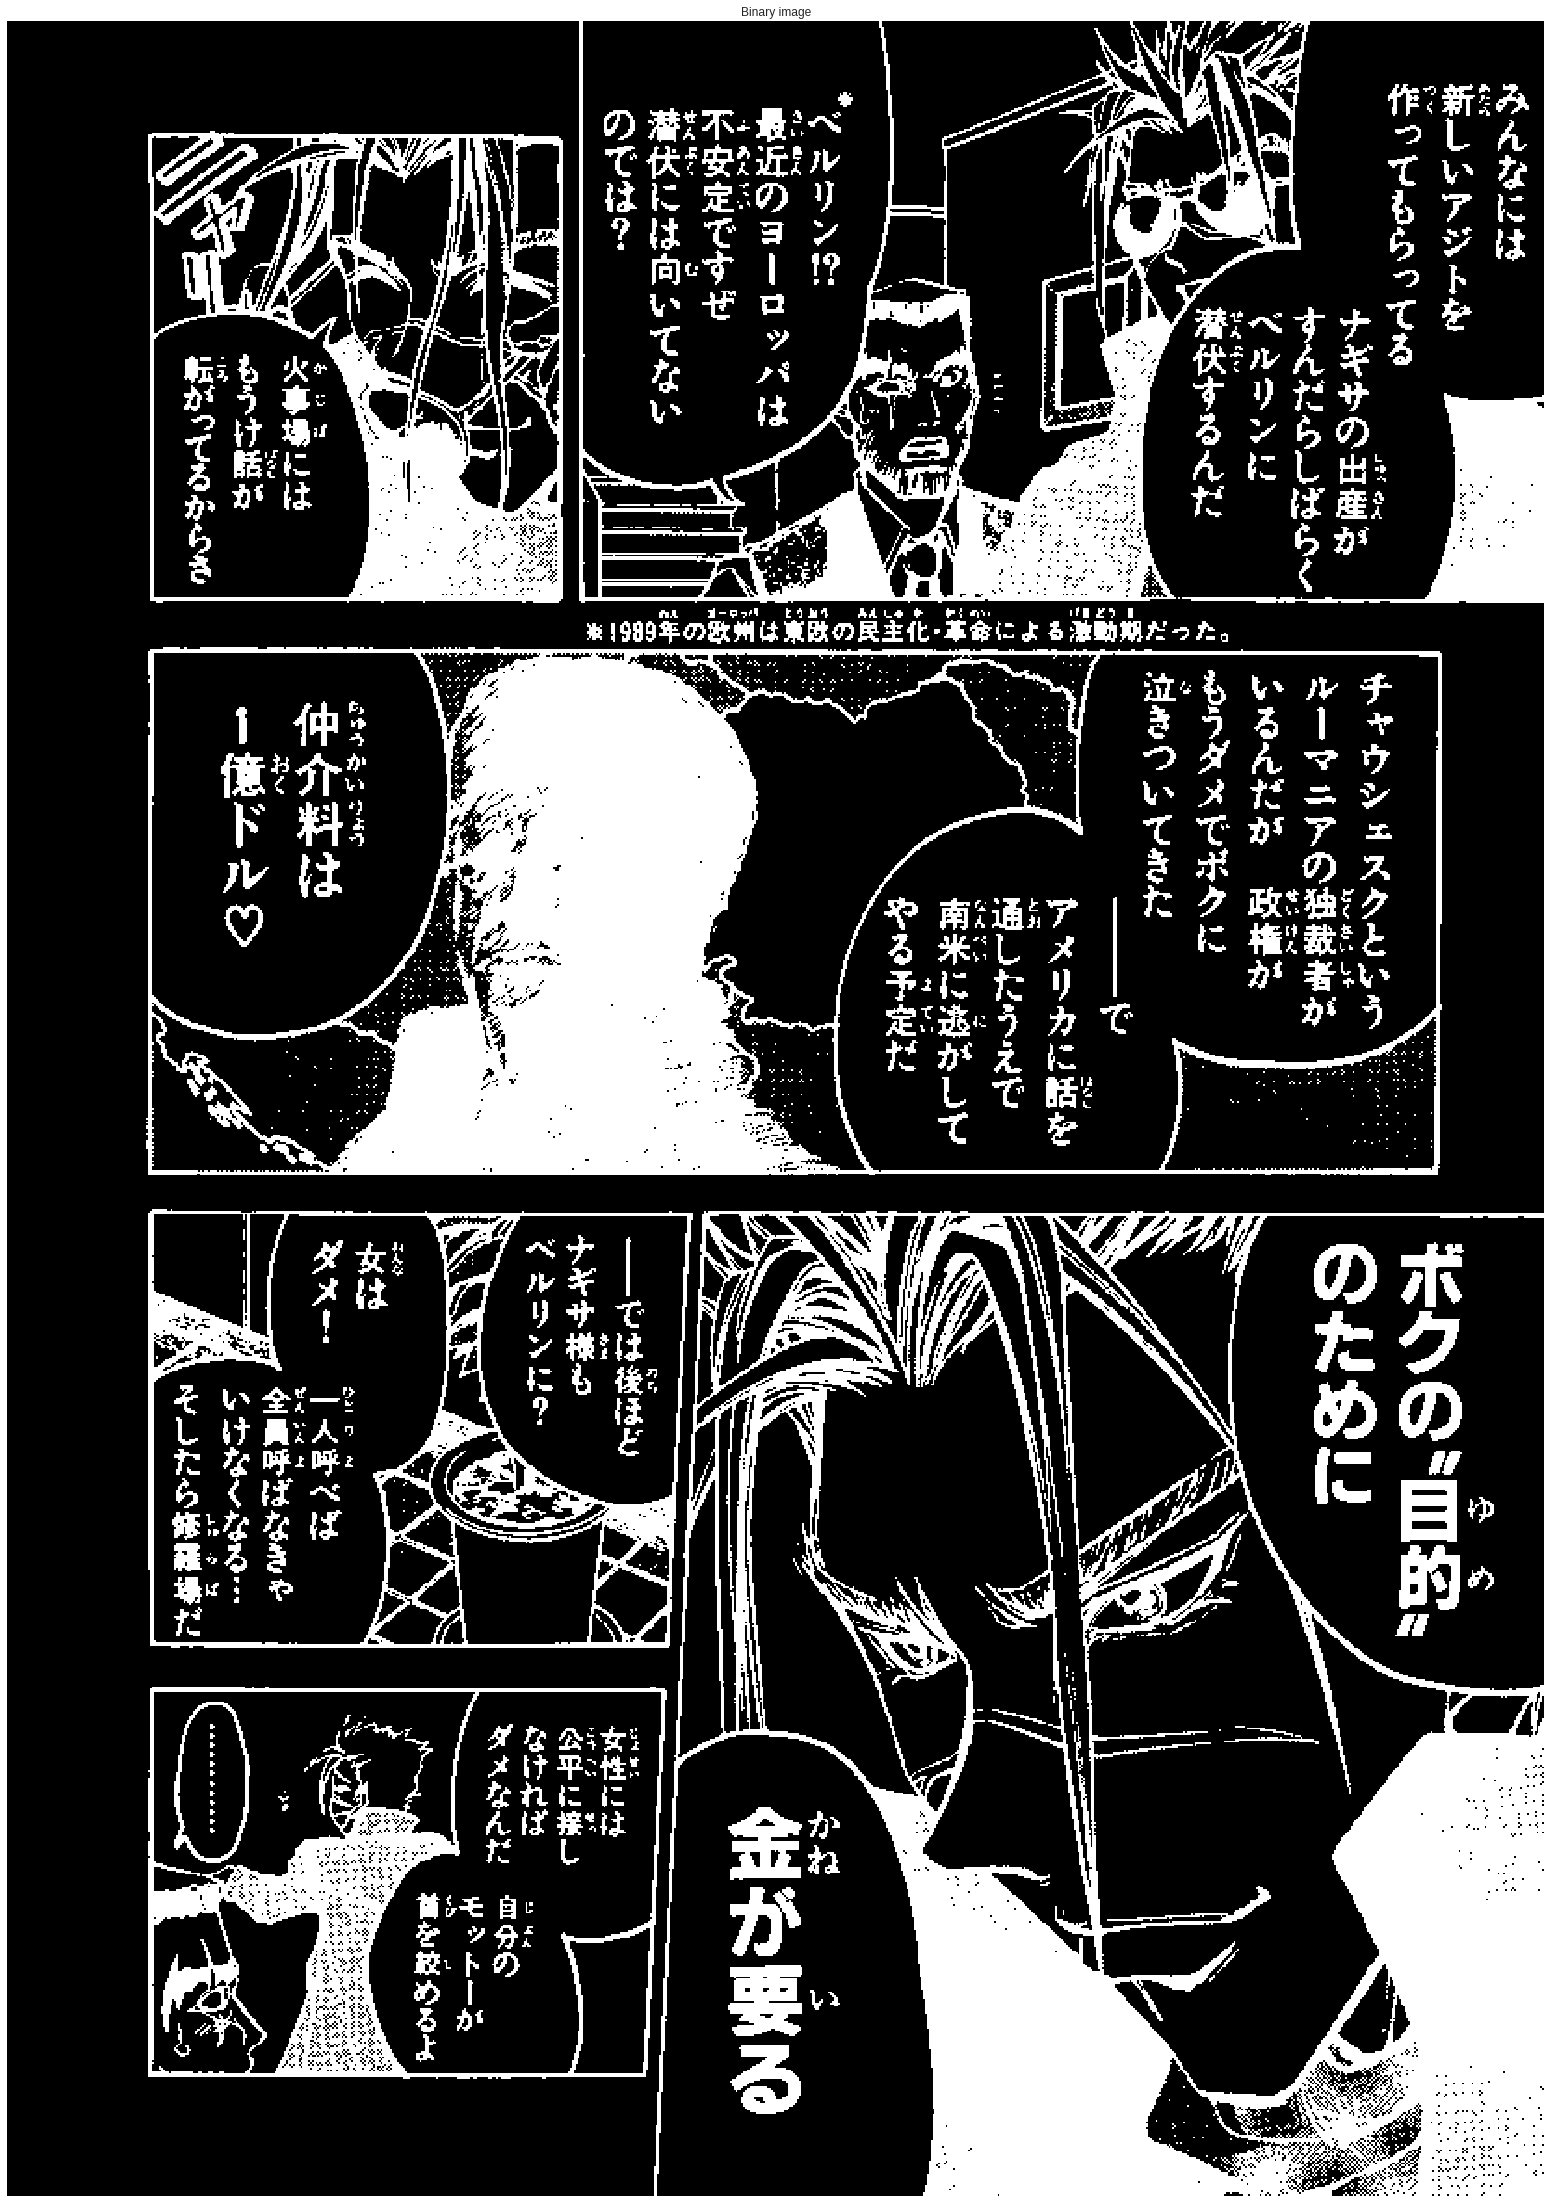 Binary image
みんなには
新しいアジトを
作ってもらってる
ナギサの出産が
すんだらしばらく
ベルリンに
潜伏するんだ
*
ベルリン!?
最近のヨーロッパは
不安定ですぜ
潜伏には向いてない
のでは?
ニヤリ
火事場には
もうけ話が
転がってるからさ
※1989年の欧州は東欧の民主化・革命による激動期だった。
チャウシェスクという
ルーマニアの独裁者が
いるんだが 政権が
もうダメでボクに
泣きついてきた
――で
アメリカに話を
通したうえで
南米に逃がして
やる予定だ
仲介料は
1億ドル♡
ボクの〝目的〟
のために
ゆめ
金が要る
かね い
――では後ほど
ナギサ様も
ベルリンに?
女は
ダメ!
一人呼べば
全員呼ばなきゃ
いけなくなる…
そしたら修羅場だ
女性には
公平に接し
なければ
ダメなんだ
自分の
モットーが
首を絞めるよ
…………